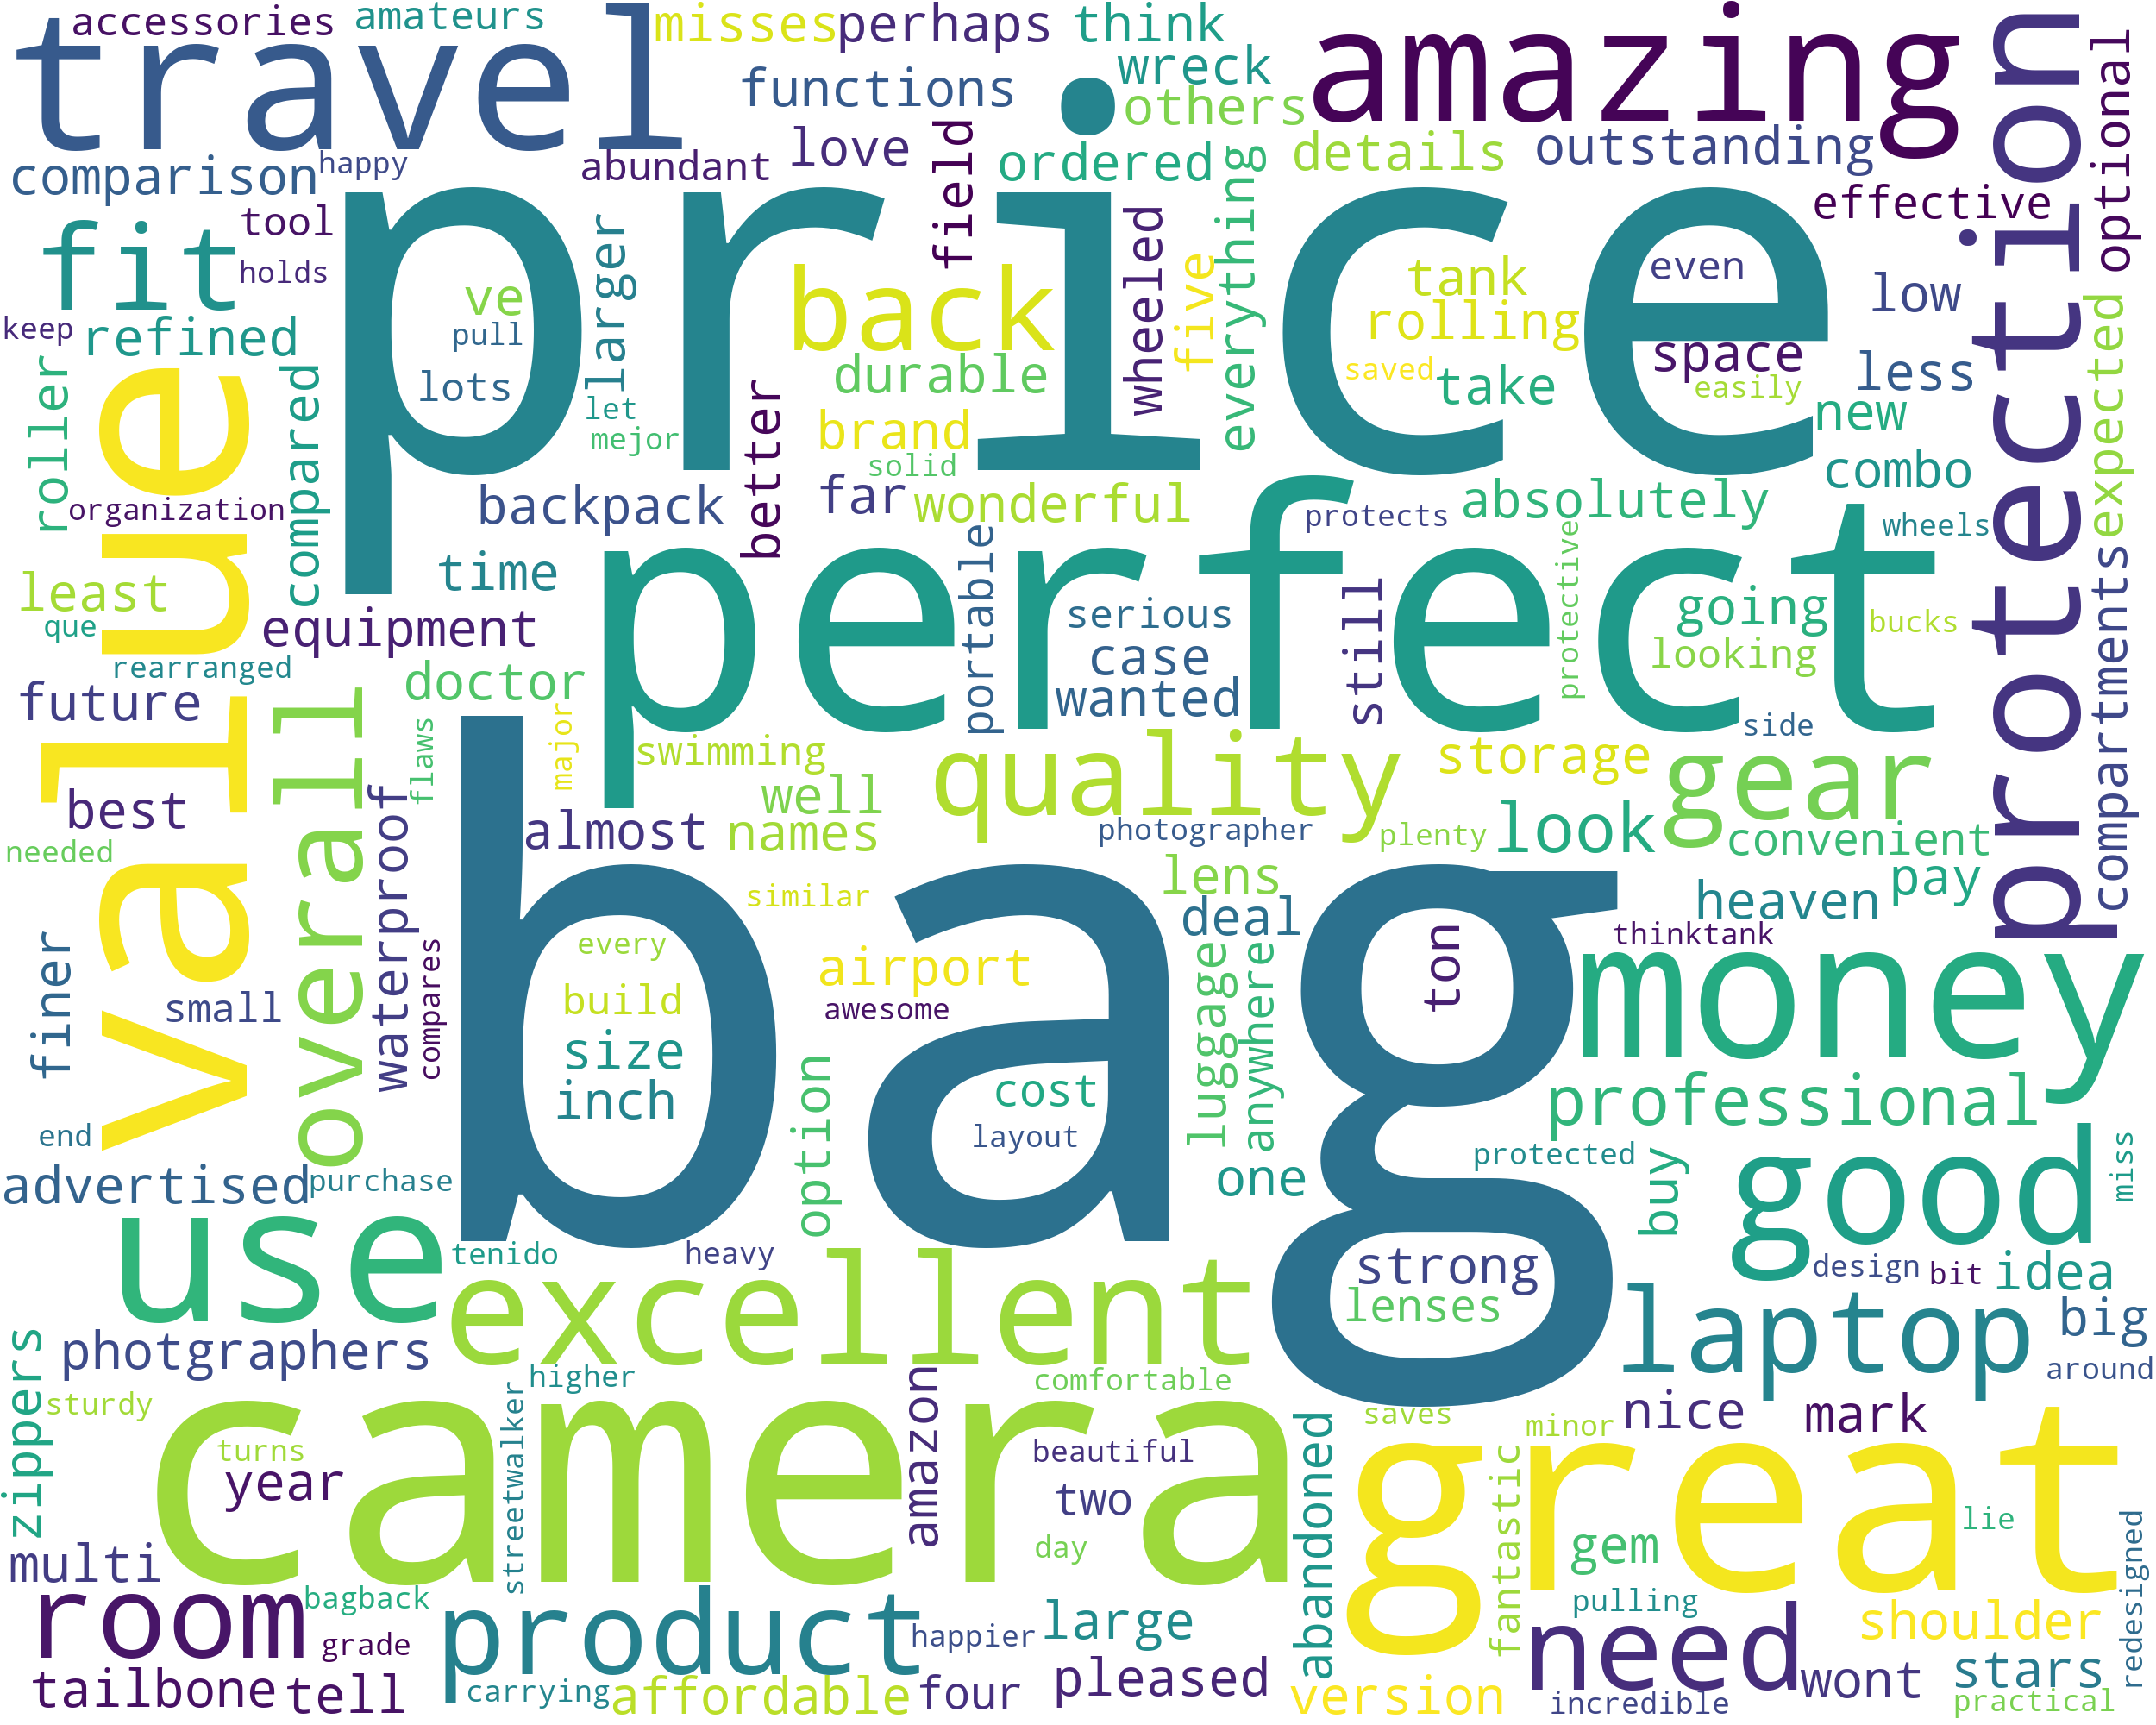 accessories
amateurs
travel
misses
perhaps
think
amazing
protection
optional
functions
wreck
others
outstanding
comparison
happy
abundant
love
field
ordered
details
everything
effective
fit
tool
holds
price
larger
wheeled
five
even
low
ve
back
tank
rolling
keep
refined
pull
lots
durable
space
less
saved
take
easily
expected
roller
compared
let
mejor
better
brand
solid
new
value
organization
backpack
far
wonderful
protects
absolutely
combo
wheels
least
time
perfect
portable
still
protective
going
bucks
que
equipment
serious
looking
compartments
rearranged
case
future
overall
doctor
wanted
side
flaws
major
swimming
quality
storage
gear
best
waterproof
almost
well
names
photographer
plenty
look
convenient
needed
bag
similar
lens
deal
heaven
pay
finer
small
compares
every
build
airport
awesome
luggage
anywhere
ton
thinktank
money
size
inch
option
cost
layout
professional
end
advertised
purchase
one
protected
buy
good
miss
use
tenido
heavy
excellent
strong
lenses
design
bit
idea
zippers
photgraphers
higher
comfortable
laptop
big
around
sturdy
turns
year
camera
streetwalker
amazon
beautiful
two
day
saves
abandoned
great
fantastic
minor
nice
mark
gem
lie
redesigned
multi
room
bagback
grade
product
happier
large
pulling
need
shoulder
tailbone
tell
carrying
affordable
four
pleased
version
incredible
wont
stars
practical